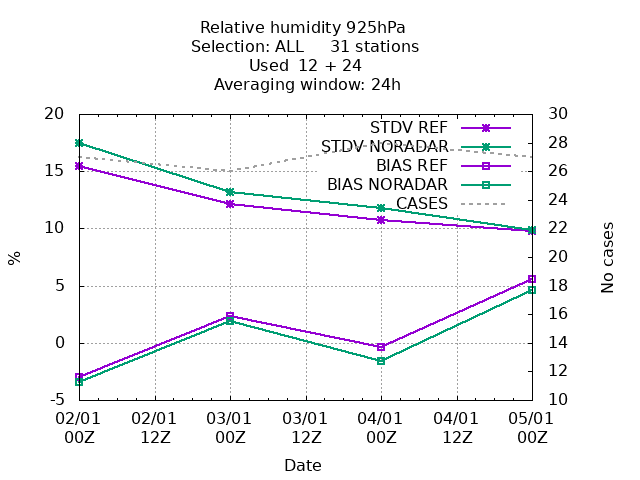 Relative humidity 925hPa
Selection: ALL 31 stations
Used 12 + 24
Averaging window: 24h
20
15
10
5
0
-5
%
30
28
26
24
22
20
18
16
14
12
10
No cases
STDV REF
STDV NORADAR
BIAS REF
BIAS NORADAR
CASES
02/01 02/01 03/01 03/01 04/01 04/01 05/01
00Z 12Z 00Z 12Z 00Z 12Z 00Z
Date